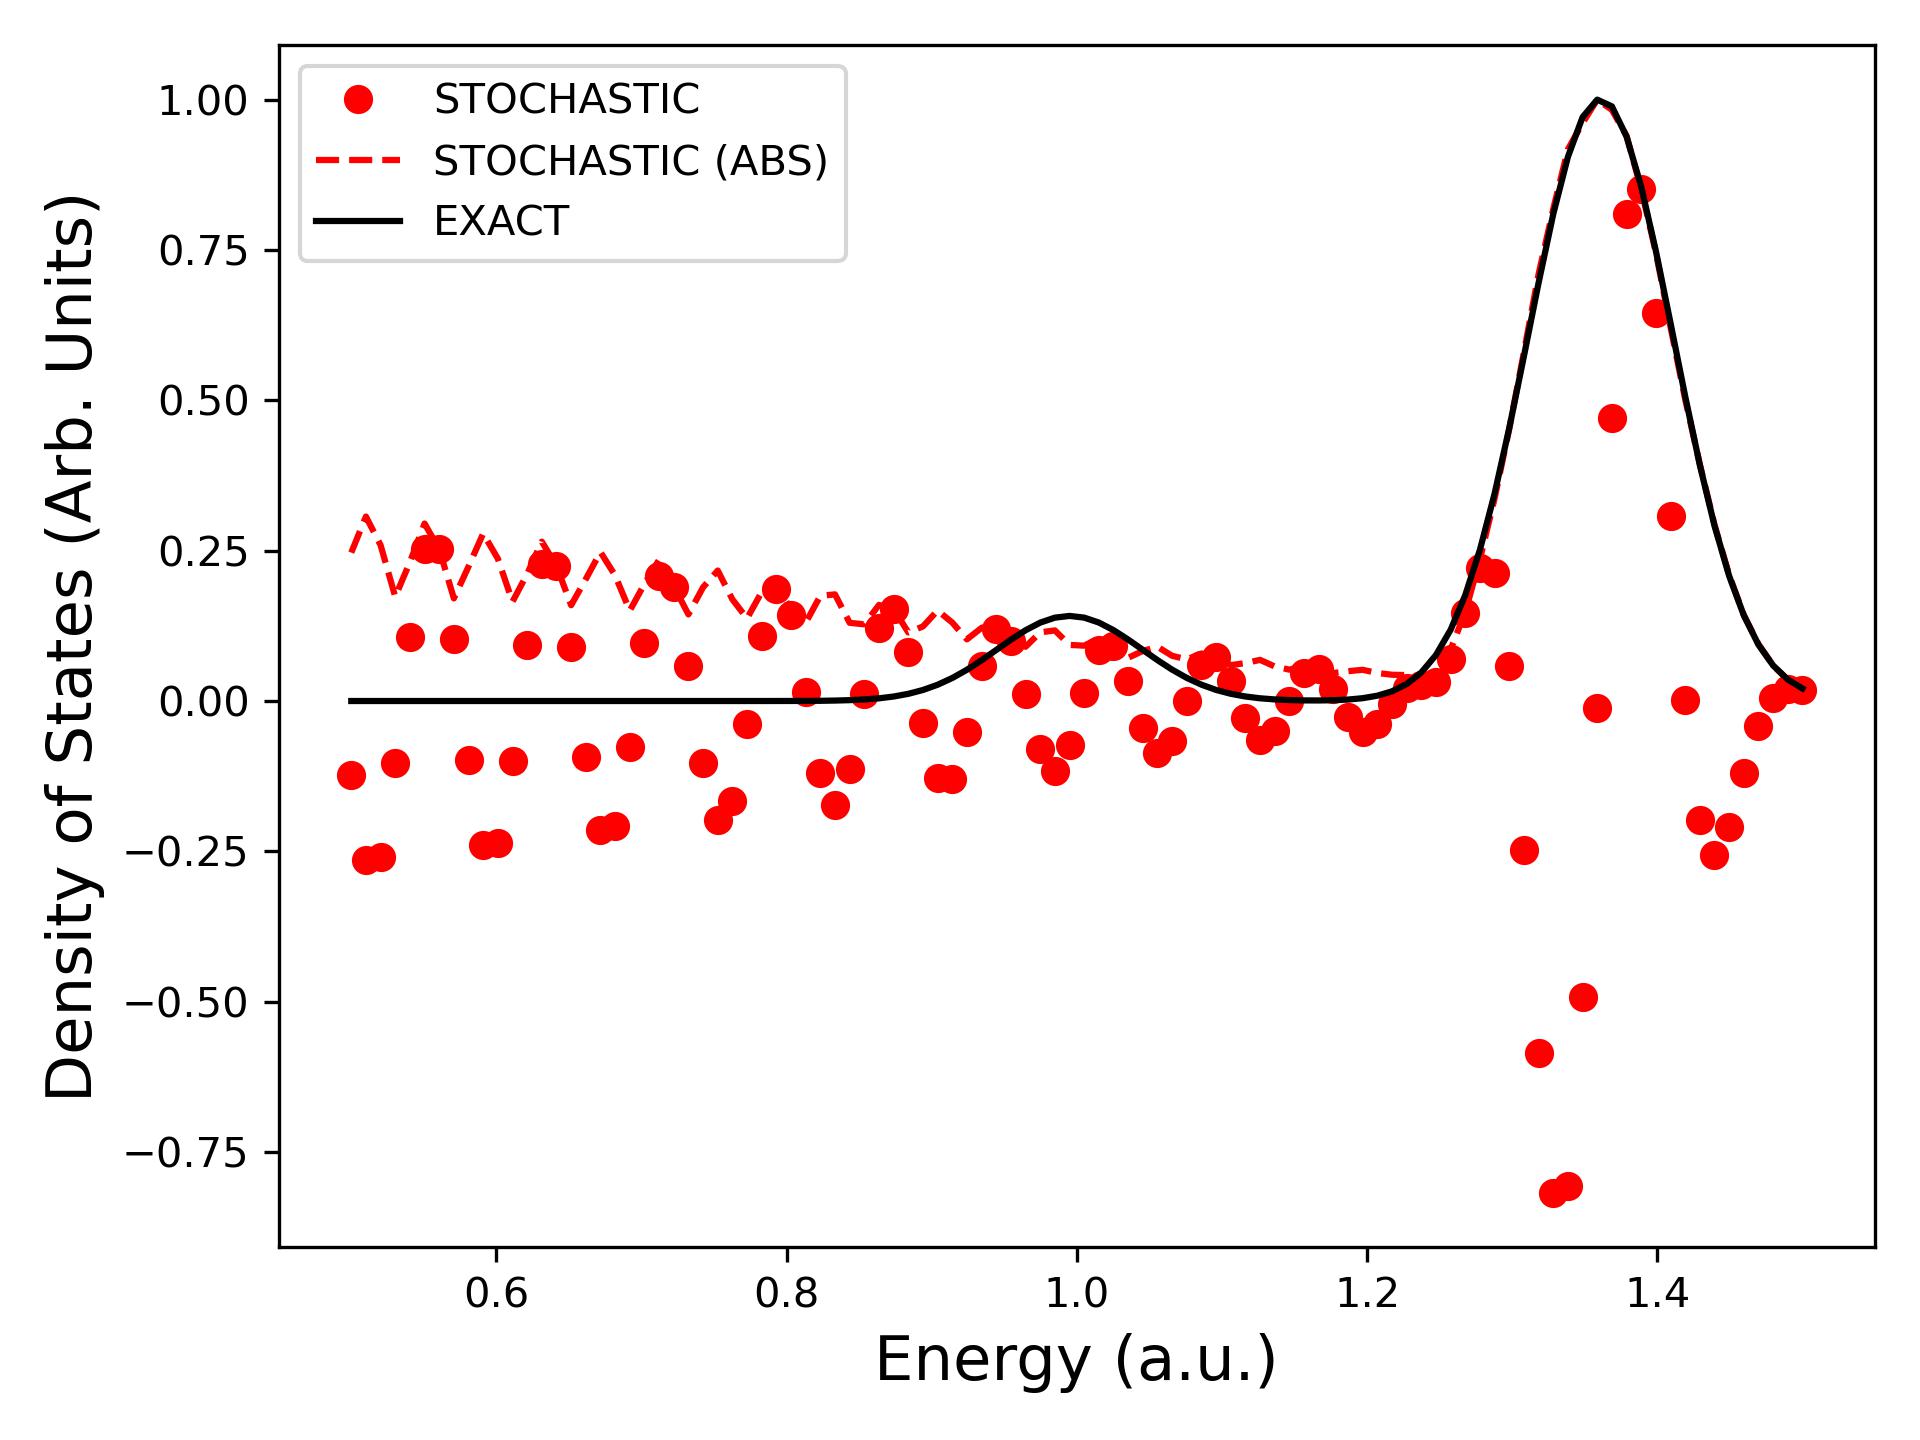 1.00
0.75
0.50
0.25
0.00
−0.25
−0.50
−0.75
Density of States (Arb. Units)
STOCHASTIC
STOCHASTIC (ABS)
EXACT
0.6 0.8 1.0 1.2 1.4
Energy (a.u.)